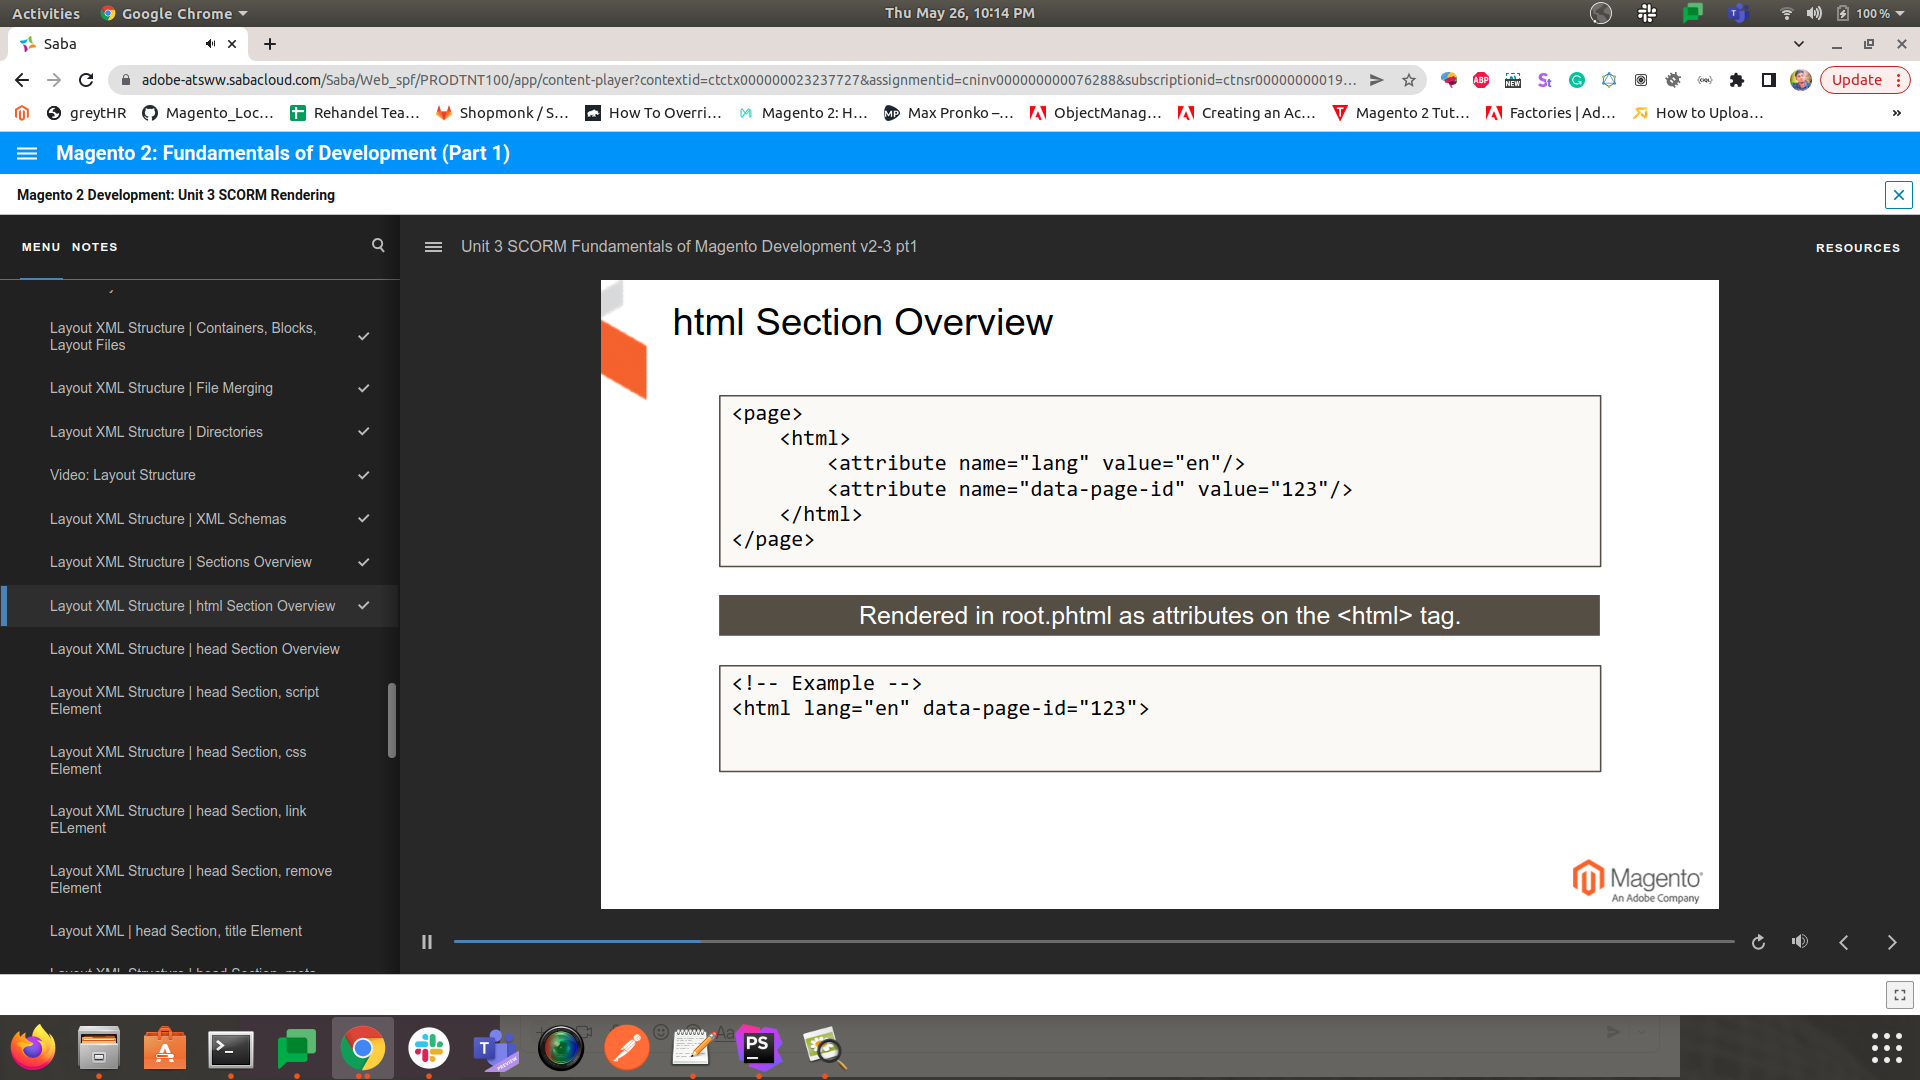 Activities
Google Chrome
Thu May 26, 10:14 PM
100 %
Saba
adobe-atsww.sabacloud.com/Saba/Web_spf/PRODTNT100/app/content-player?contextid=ctctx000000023237727&assignmentid=cninv000000000076288&subscriptionid=ctnsr00000000019...
ABP
NEW
Update
greyHR
Magento_Loc...
Rehandel Tea...
Shopmonk / S...
How To Overri...
Magento 2: H...
Max Pronko –...
ObjectManag...
Creating an Ac...
Magento 2 Tut...
Factories | Ad...
How to Uploa...
»
Magento 2: Fundamentals of Development (Part 1)
Magento 2 Development: Unit 3 SCORM Rendering
MENU
NOTES
Unit 3 SCORM Fundamentals of Magento Development v2-3 pt1
RESOURCES
Layout XML Structure | Containers, Blocks,
Layout Files
Layout XML Structure | File Merging
Layout XML Structure | Directories
Video: Layout Structure
Layout XML Structure | XML Schemas
Layout XML Structure | Sections Overview
Layout XML Structure | html Section Overview
Layout XML Structure | head Section Overview
Layout XML Structure | head Section, script
Element
Layout XML Structure | head Section, css
Element
Layout XML Structure | head Section, link
ELement
Layout XML Structure | head Section, remove
Element
Layout XML | head Section, title Element
html Section Overview
<page>
<html>
<attribute name="lang" value="en"/>
<attribute name="data-page-id" value="123"/>
</html>
</page>
Rendered in root.phtml as attributes on the <html> tag.
<!-- Example -->
<html lang="en" data-page-id="123">
Magento
An Adobe Company
PS